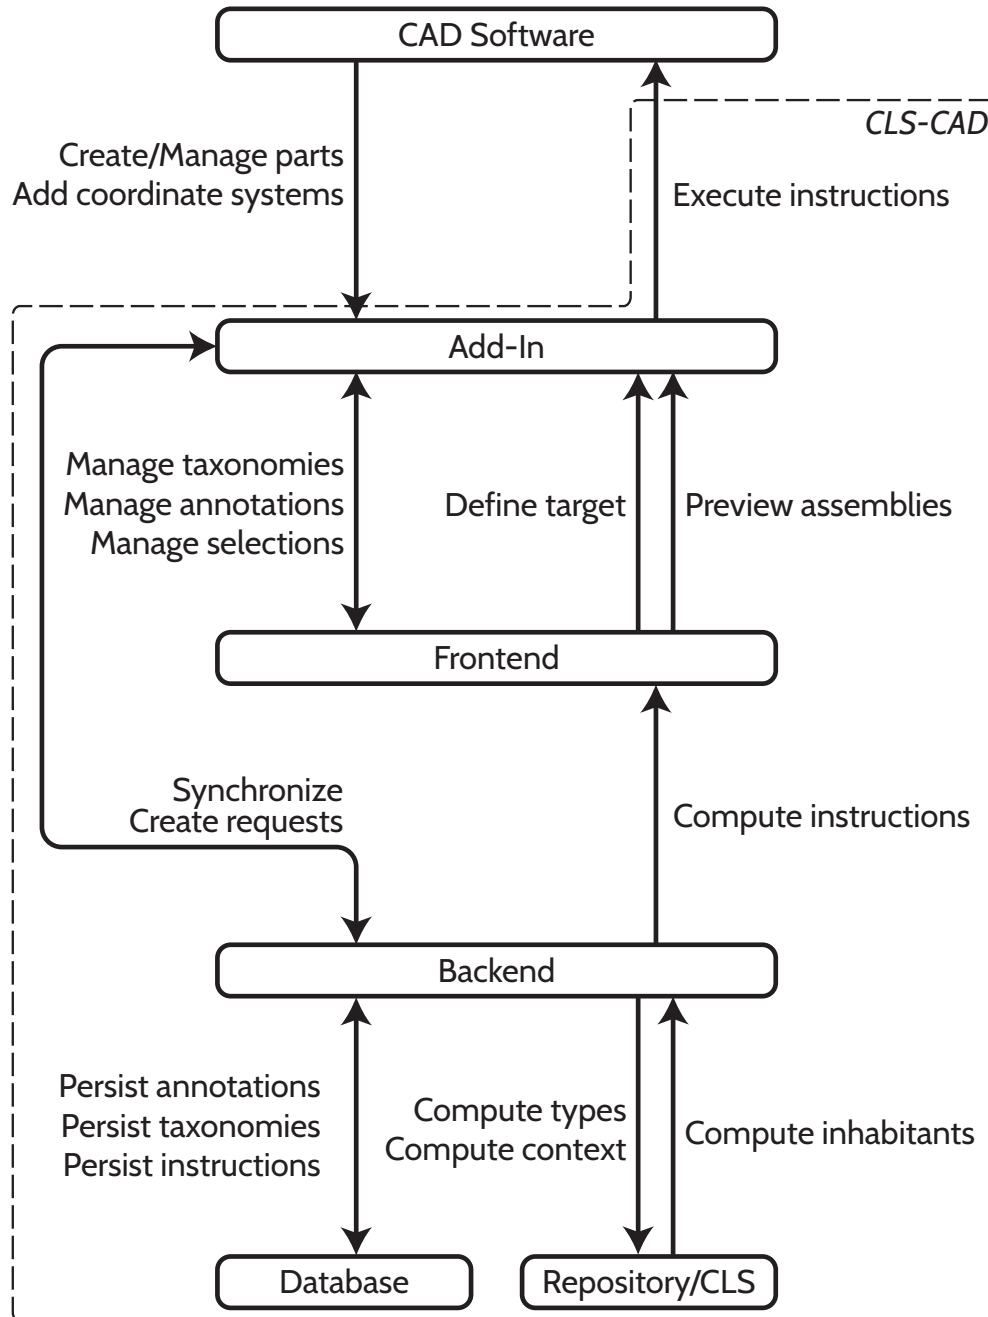 CAD Software
CLS-CAD
Create/Manage parts
Add coordinate systems
Execute instructions
Add-In
Manage taxonomies
Manage annotations
Manage selections
Define target
Preview assemblies
Frontend
Synchronize
Create requests
Compute instructions
Backend
Persist annotations
Persist taxonomies
Persist instructions
Compute types
Compute context
Compute inhabitants
Database
Repository/CLS